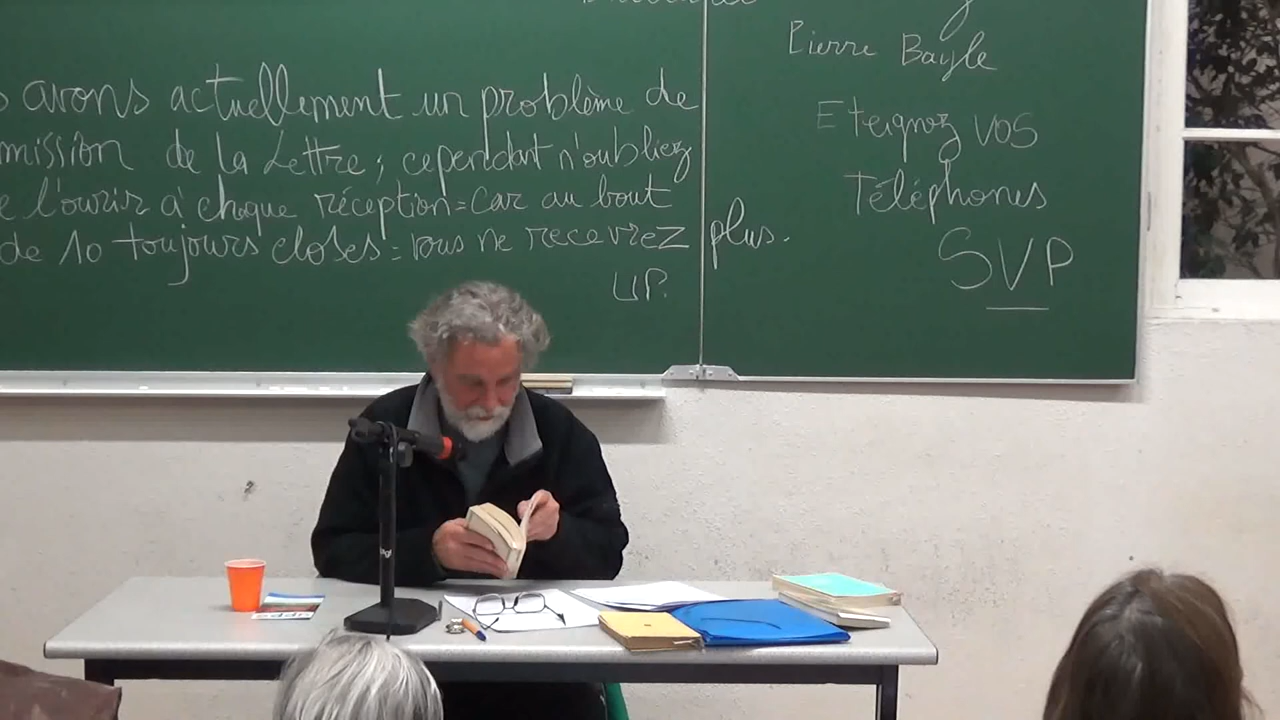 Pierre Bayle
avons actuellement un problème de
Eteignez vos
mission de la Lettre ; cependant n'oubliez
Téléphones
l'ouvrir à chaque réception = car au bout
de 10 toujours closes = vous ne recevrez plus.
SVP
UP.